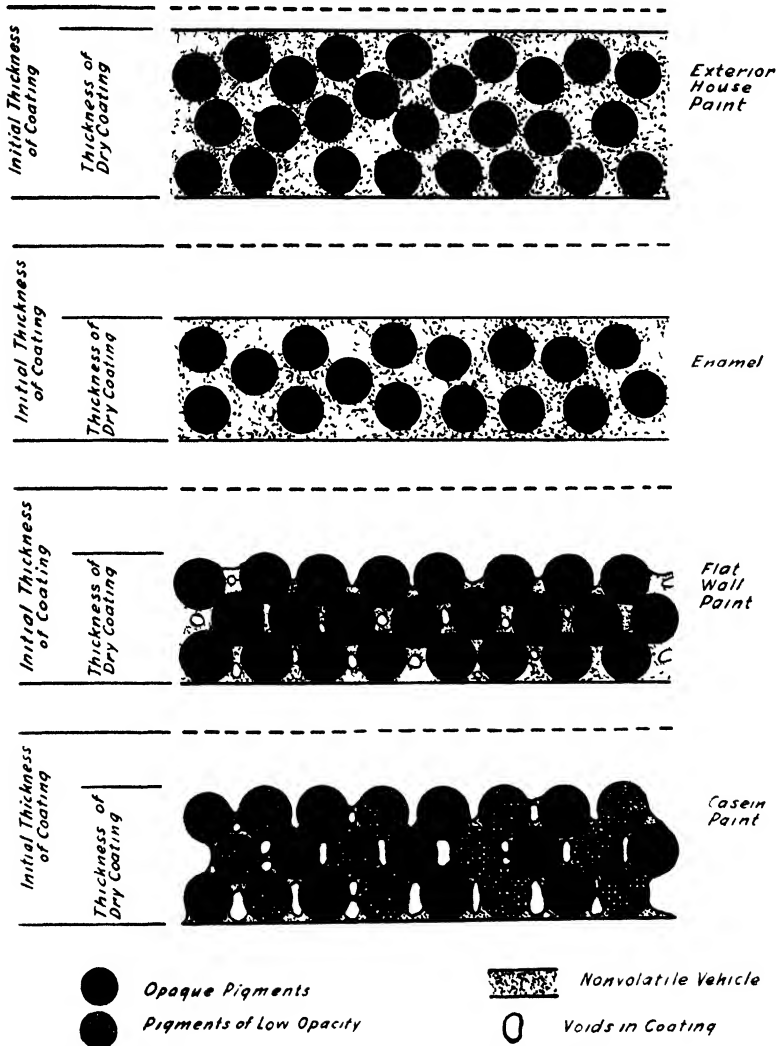 Initial Thickness
of Coating
Thickness of
Dry Coating
Exterior
House
Paint
Initial Thickness
of Coating
Thickness of
Dry Coating
Enamel
Initial Thickness
of Coating
Thickness of
Dry Coating
Flat
Wall
Paint
Initial Thickness
of Coating
Thickness of
Dry Coating
Casein
Paint
Opaque Pigments
Nonvolatile Vehicle
Pigments of Low Opacity
Voids in Coating